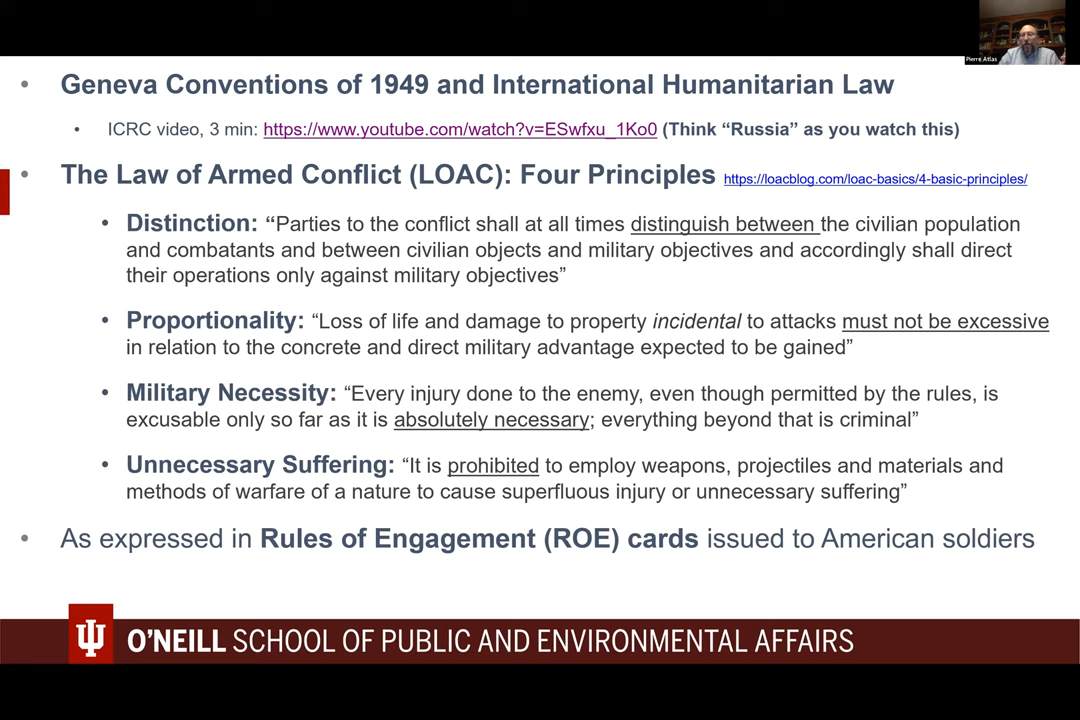 Pierre Atlas
• Geneva Conventions of 1949 and International Humanitarian Law
• ICRC video, 3 min: https://www.youtube.com/watch?v=ESwfxu_1Ko0 (Think “Russia” as you watch this)
• The Law of Armed Conflict (LOAC): Four Principles https://loacblog.com/loac-basics/4-basic-principles/
• Distinction: “Parties to the conflict shall at all times distinguish between the civilian population
and combatants and between civilian objects and military objectives and accordingly shall direct
their operations only against military objectives”
• Proportionality: “Loss of life and damage to property incidental to attacks must not be excessive
in relation to the concrete and direct military advantage expected to be gained”
• Military Necessity: “Every injury done to the enemy, even though permitted by the rules, is
excusable only so far as it is absolutely necessary; everything beyond that is criminal”
• Unnecessary Suffering: “It is prohibited to employ weapons, projectiles and materials and
methods of warfare of a nature to cause superfluous injury or unnecessary suffering”
• As expressed in Rules of Engagement (ROE) cards issued to American soldiers
O’NEILL SCHOOL OF PUBLIC AND ENVIRONMENTAL AFFAIRS